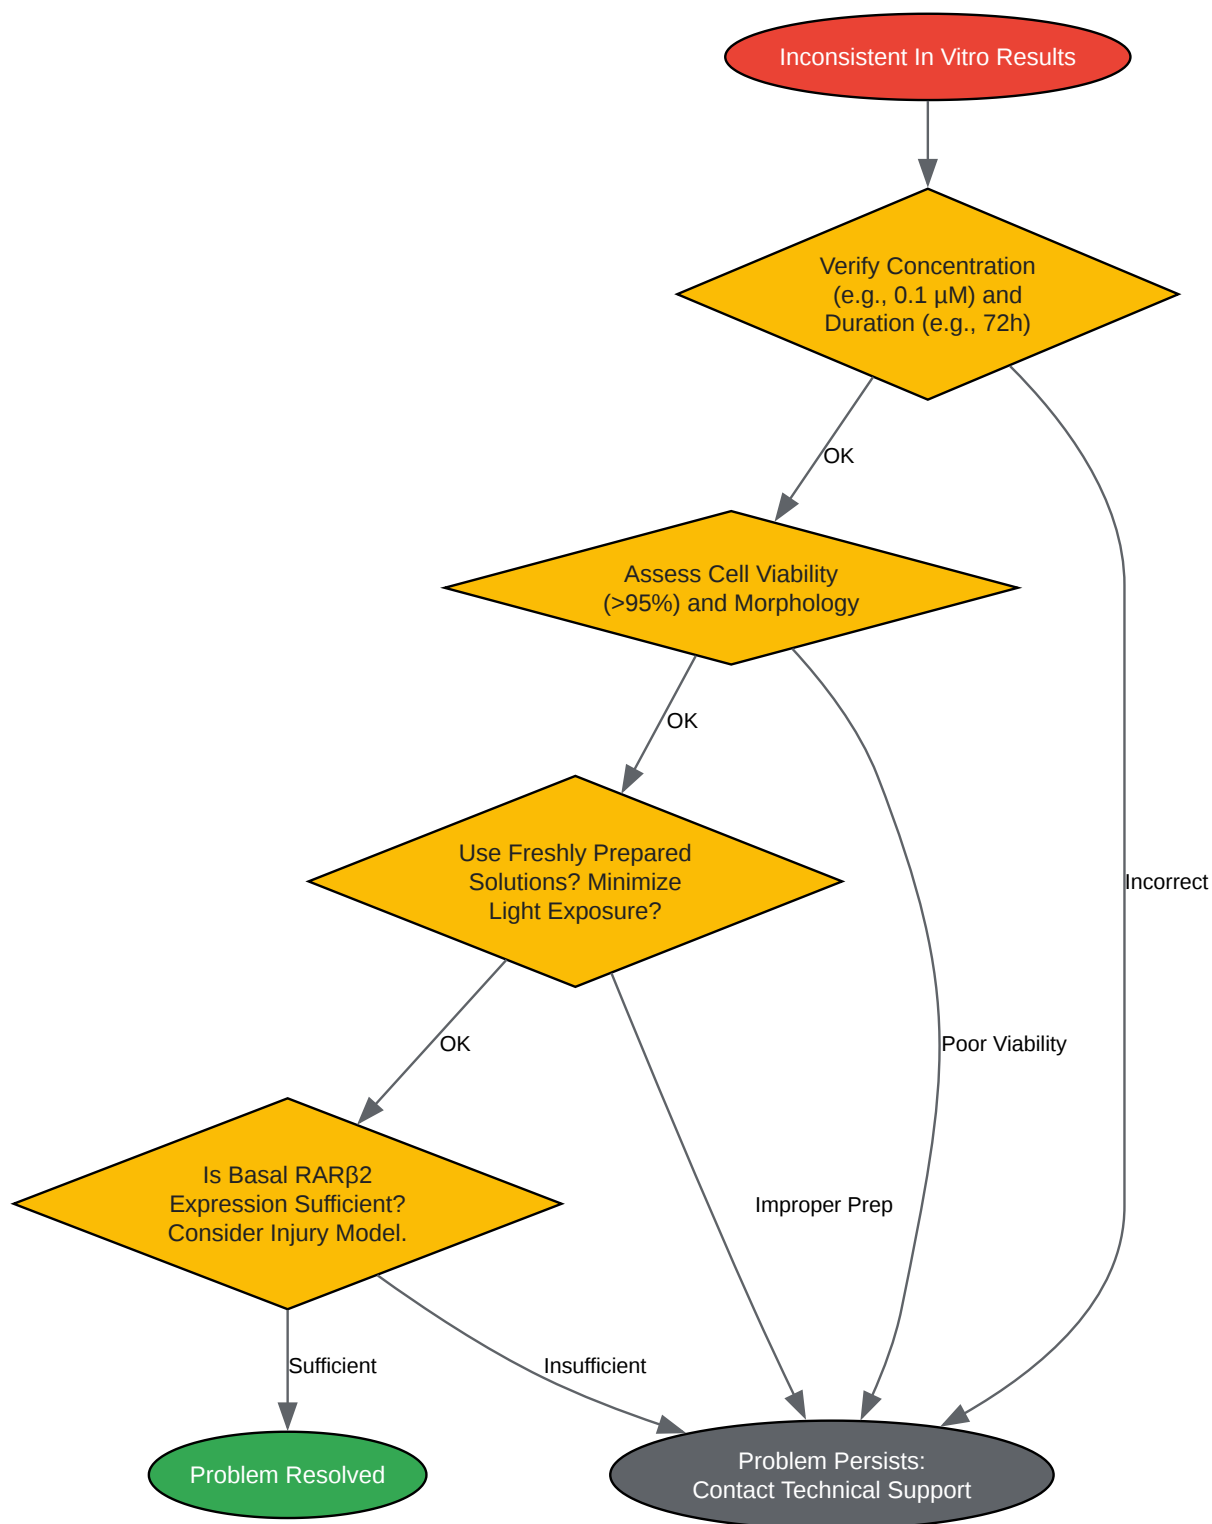 Inconsistent In Vitro Results
Verify Concentration
(e.g., 0.1 µM) and
Duration (e.g., 72h)
OK
Assess Cell Viability
(>95%) and Morphology
OK
Use Freshly Prepared
Solutions? Minimize
Light Exposure?
Incorrect
OK
Poor Viability
Is Basal RARβ2
Expression Sufficient?
Consider Injury Model.
Improper Prep
Sufficient
Insufficient
Problem Resolved
Problem Persists:
Contact Technical Support